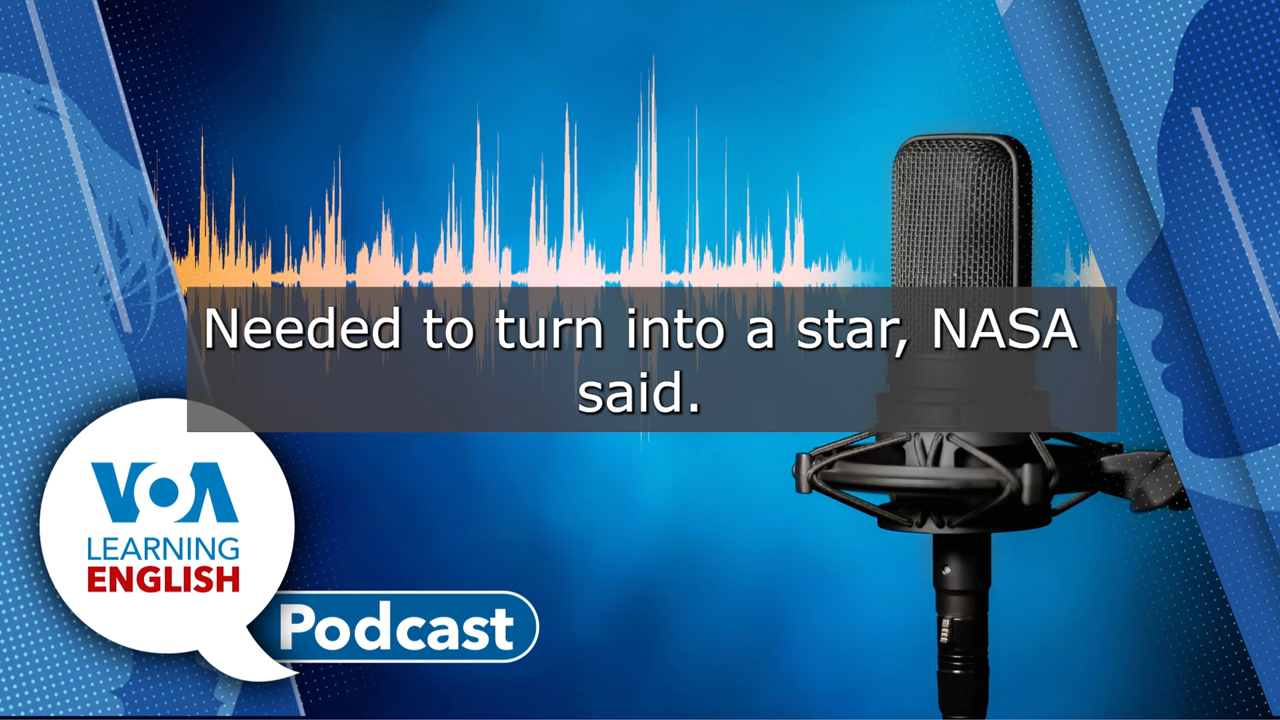 Needed to turn into a star, NASA
said.
VOA
LEARNING
ENGLISH
Podcast